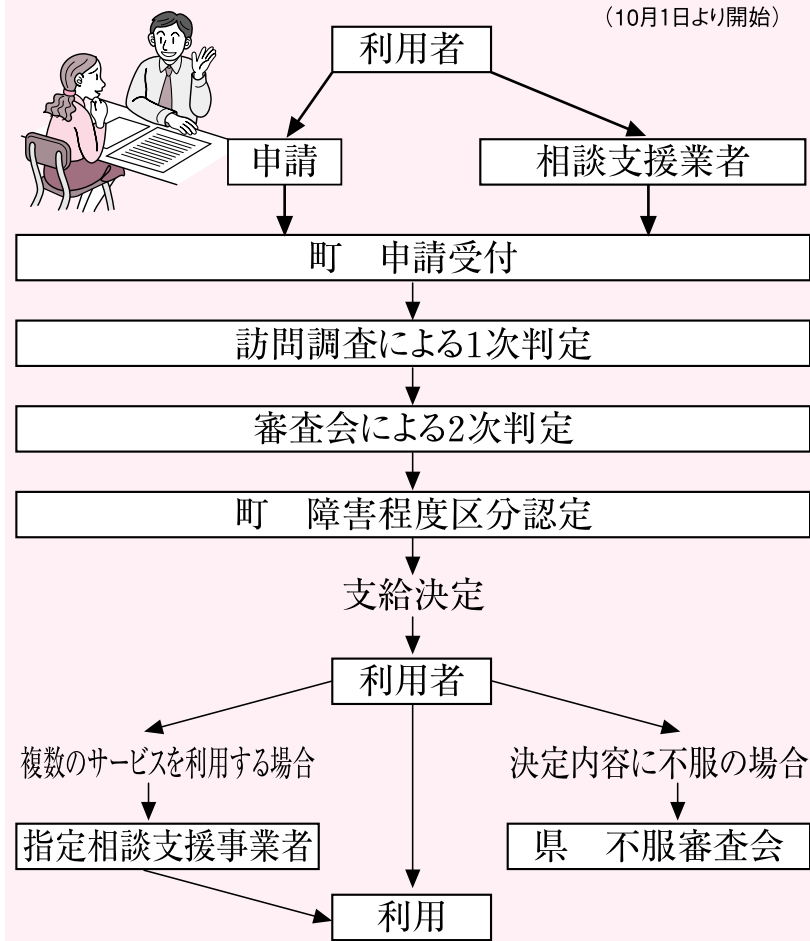 （10月1日より開始）
利用者
申請
相談支援業者
町　申請受付
訪問調査による1次判定
審査会による2次判定
町　障害程度区分認定
支給決定
利用者
複数のサービスを利用する場合
決定内容に不服の場合
指定相談支援事業者
県　不服審査会
利用